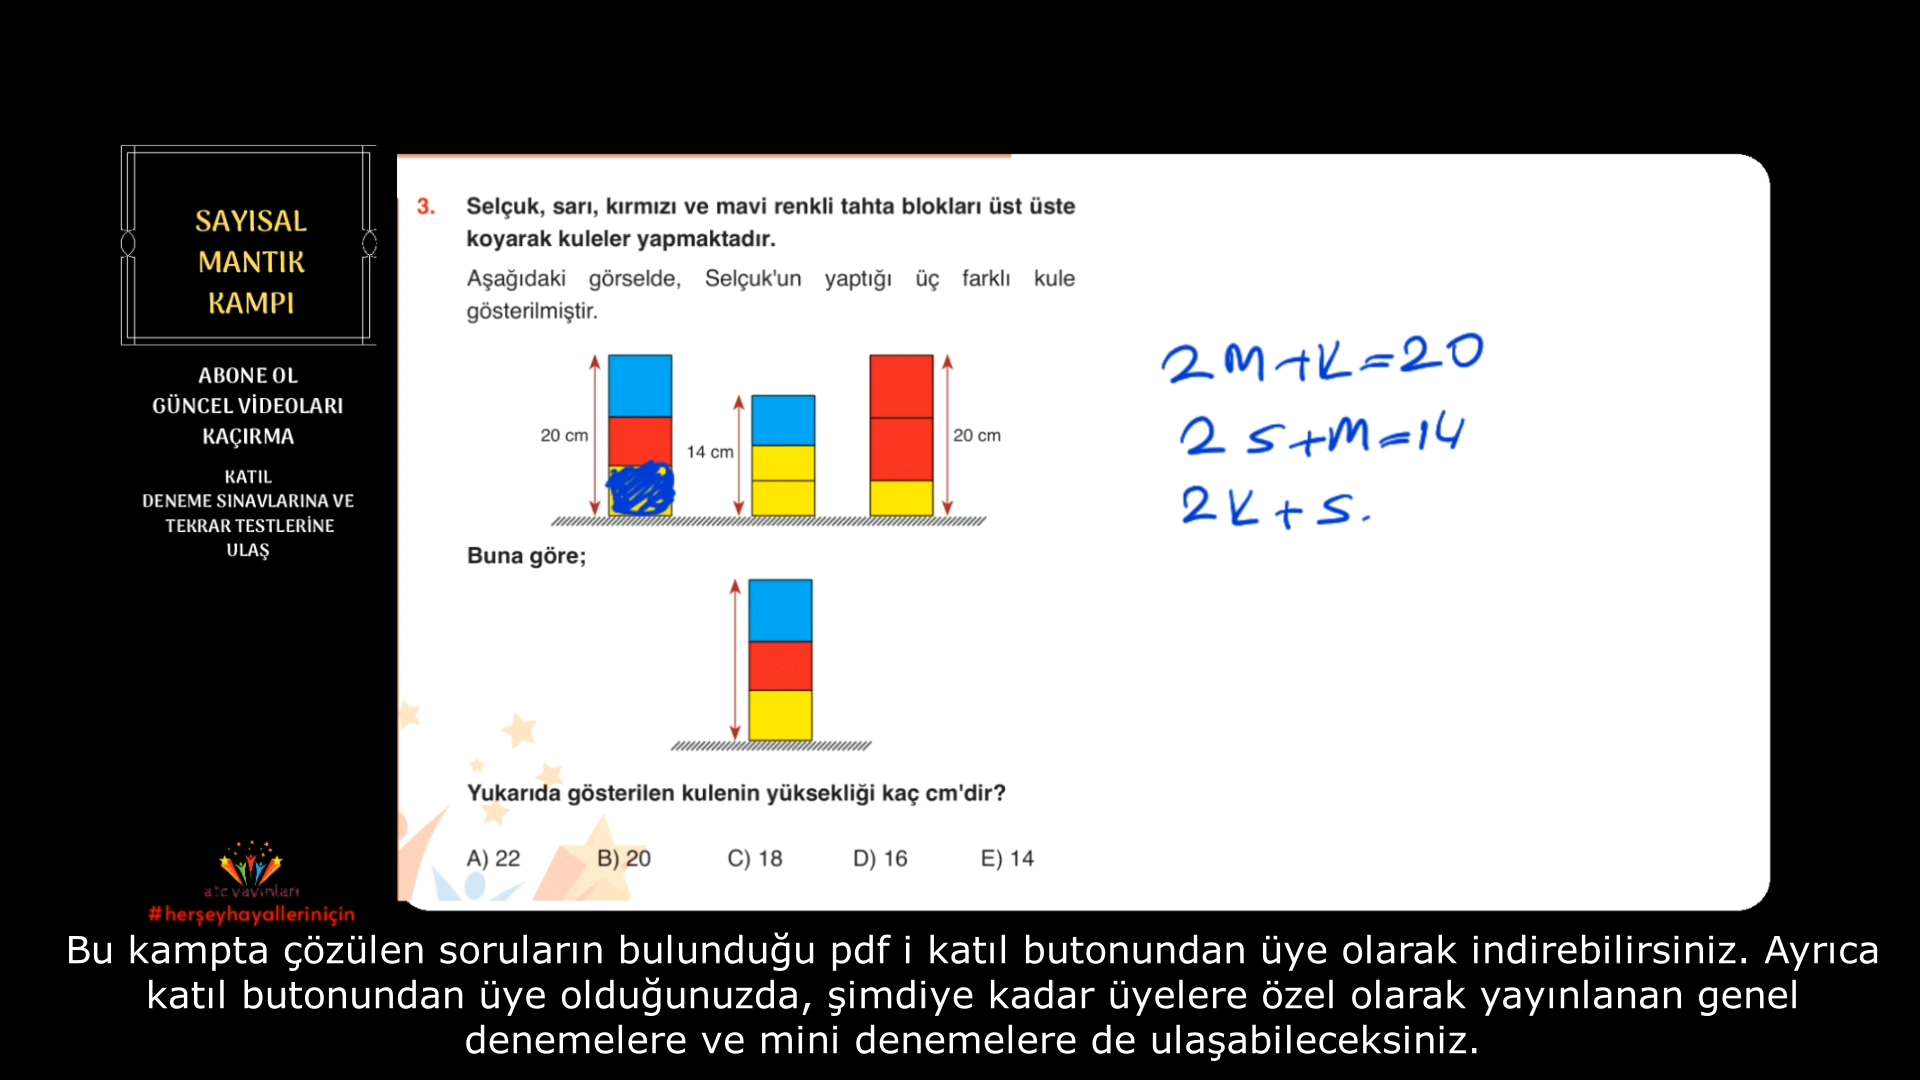 SAYISAL
MANTIK
KAMPI
ABONE OL
GÜNCEL VİDEOLARI
KAÇIRMA
KATIL
DENEME SINAVLARINA VE
TEKRAR TESTLERİNE
ULAŞ
#herşeyhayalleriniçin
3. Selçuk, sarı, kırmızı ve mavi renkli tahta blokları üst üste
koyarak kuleler yapmaktadır.
Aşağıdaki görselde, Selçuk'un yaptığı üç farklı kule
gösterilmiştir.
20 cm
14 cm
20 cm
2M+K=20
2S+M=14
2K+S.
Buna göre;
Yukarıda gösterilen kulenin yüksekliği kaç cm'dir?
A) 22 B) 20 C) 18 D) 16 E) 14
Bu kampta çözülen soruların bulunduğu pdf i katıl butonundan üye olarak indirebilirsiniz. Ayrıca
katıl butonundan üye olduğunuzda, şimdiye kadar üyelere özel olarak yayınlanan genel
denemelere ve mini denemelere de ulaşabileceksiniz.